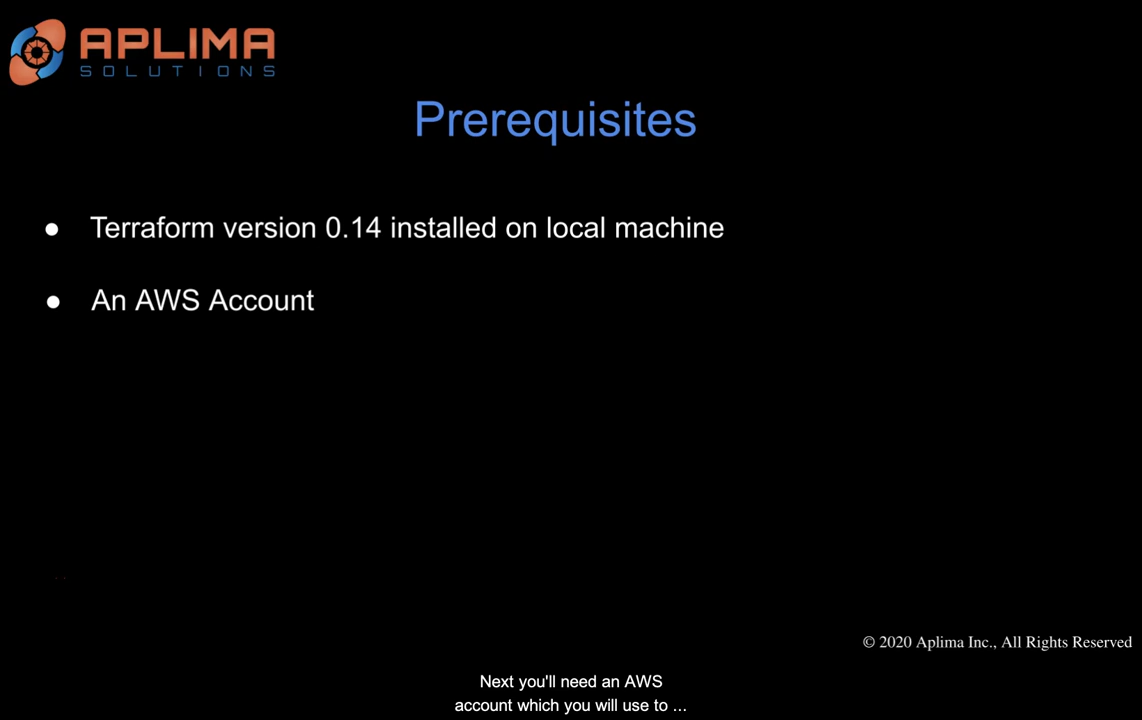 APLIMA
SOLUTIONS
Prerequisites
● Terraform version 0.14 installed on local machine
● An AWS Account
© 2020 Aplima Inc., All Rights Reserved
Next you'll need an AWS
account which you will use to ...